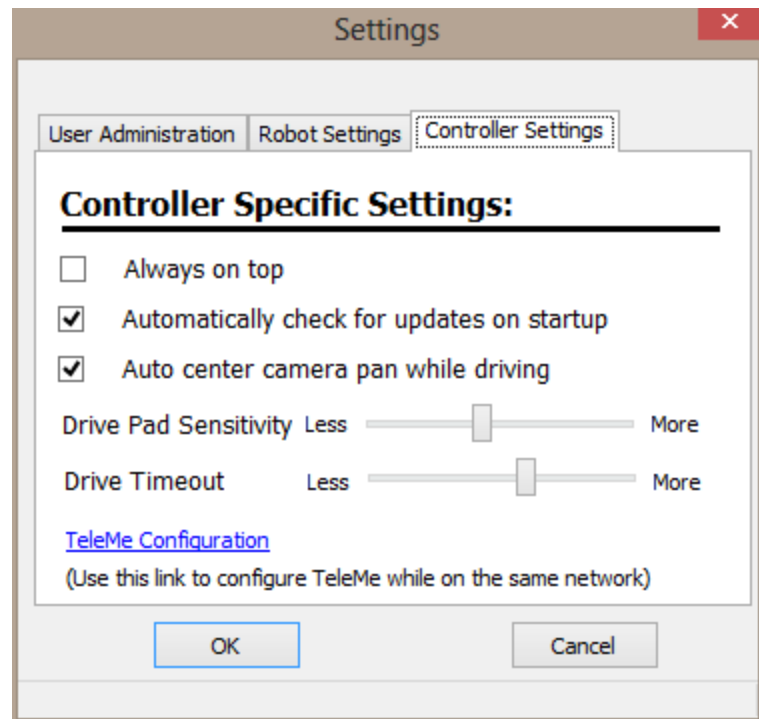 Settings
User Administration Robot Settings Controller Settings
Controller Specific Settings:
Always on top
Automatically check for updates on startup
Auto center camera pan while driving
Drive Pad Sensitivity Less More
Drive Timeout Less More
TeleMe Configuration
(Use this link to configure TeleMe while on the same network)
OK Cancel